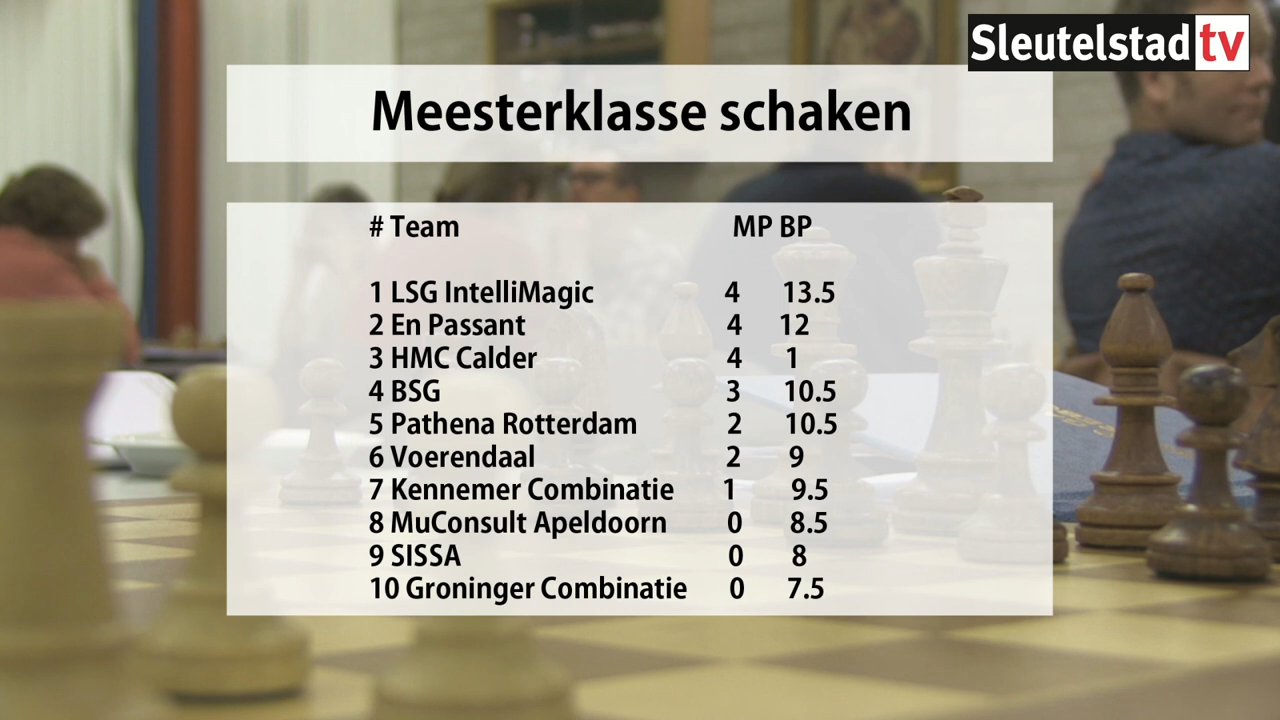 Sleutelstad tv
Meesterklasse schaken
# Team MP BP
1 LSG IntelliMagic 4 13.5
2 En Passant 4 12
3 HMC Calder 4 1
4 BSG 3 10.5
5 Pathena Rotterdam 2 10.5
6 Voerendaal 2 9
7 Kennemer Combinatie 1 9.5
8 MuConsult Apeldoorn 0 8.5
9 SISSA 0 8
10 Groninger Combinatie 0 7.5